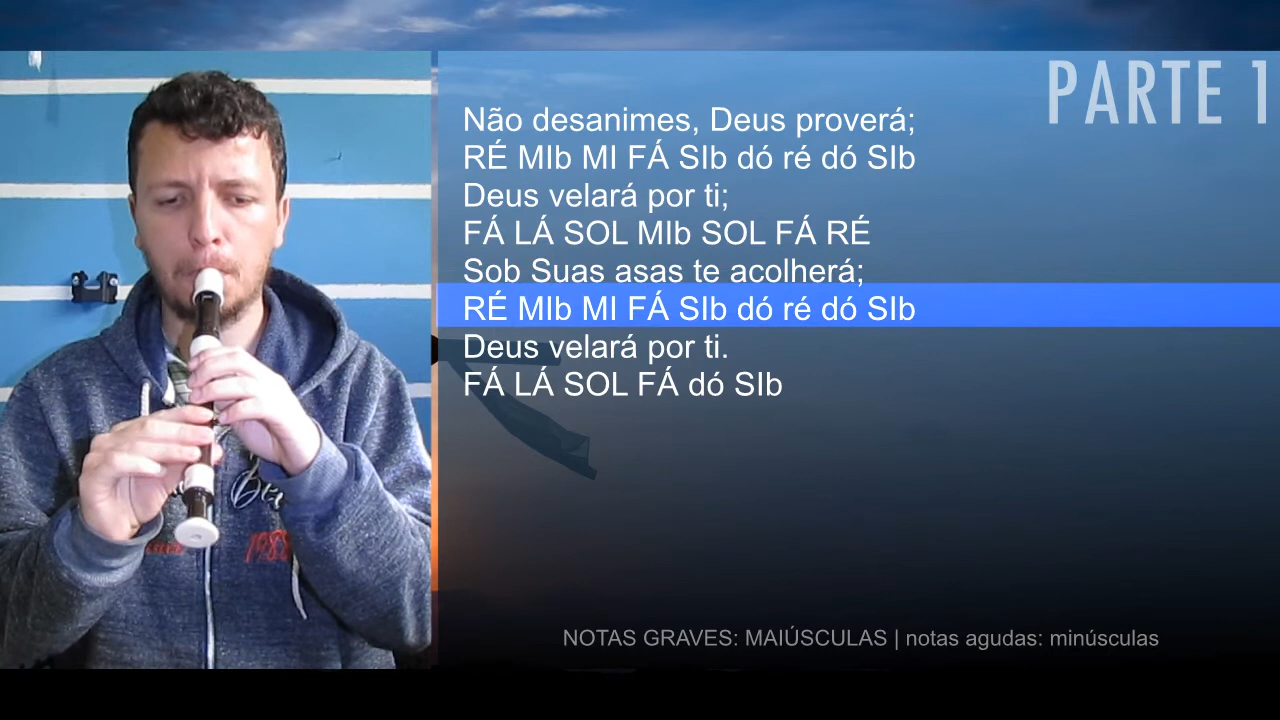 PARTE 1
Não desanimes, Deus proverá;
RÉ MIb MI FÁ SIb dó ré dó SIb
Deus velará por ti;
FÁ LÁ SOL MIb SOL FÁ RÉ
Sob Suas asas te acolherá;
RÉ MIb MI FÁ SIb dó ré dó SIb
Deus velará por ti.
FÁ LÁ SOL FÁ dó SIb
NOTAS GRAVES: MAIÚSCULAS | notas agudas: minúsculas